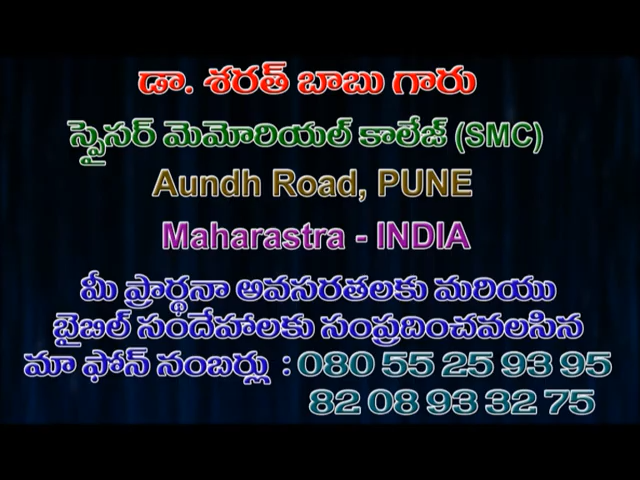 డా. శరత్ బాబు గారు
స్పైసర్ మెమోరియల్ కాలేజ్ (SMC)
Aundh Road, PUNE
Maharastra - INDIA
మీ ప్రార్థనా అవసరతలకు మరియు
బైబిల్ సందేహాలకు సంప్రదించవలసిన
మా ఫోన్ నంబర్లు : 080 55 25 93 95
82 08 93 32 75